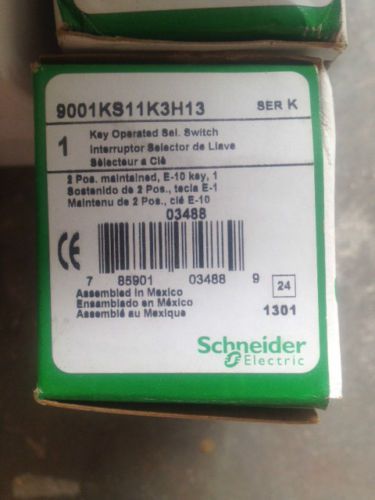 9001KS11K3H13 SER K
1 Key Operated Sel. Switch
Interruptor Selector de Llave
Sélecteur a Clé
2 Pos. maintained, E-10 key, 1
Sostenido de 2 Pos., tecla E-1
Maintenu de 2 Pos., clé E-10
03488
CE
7 85901 03488 9 24
Assembled in Mexico
Ensamblado en México
Assemblé au Mexique
1301
Schneider
Electric